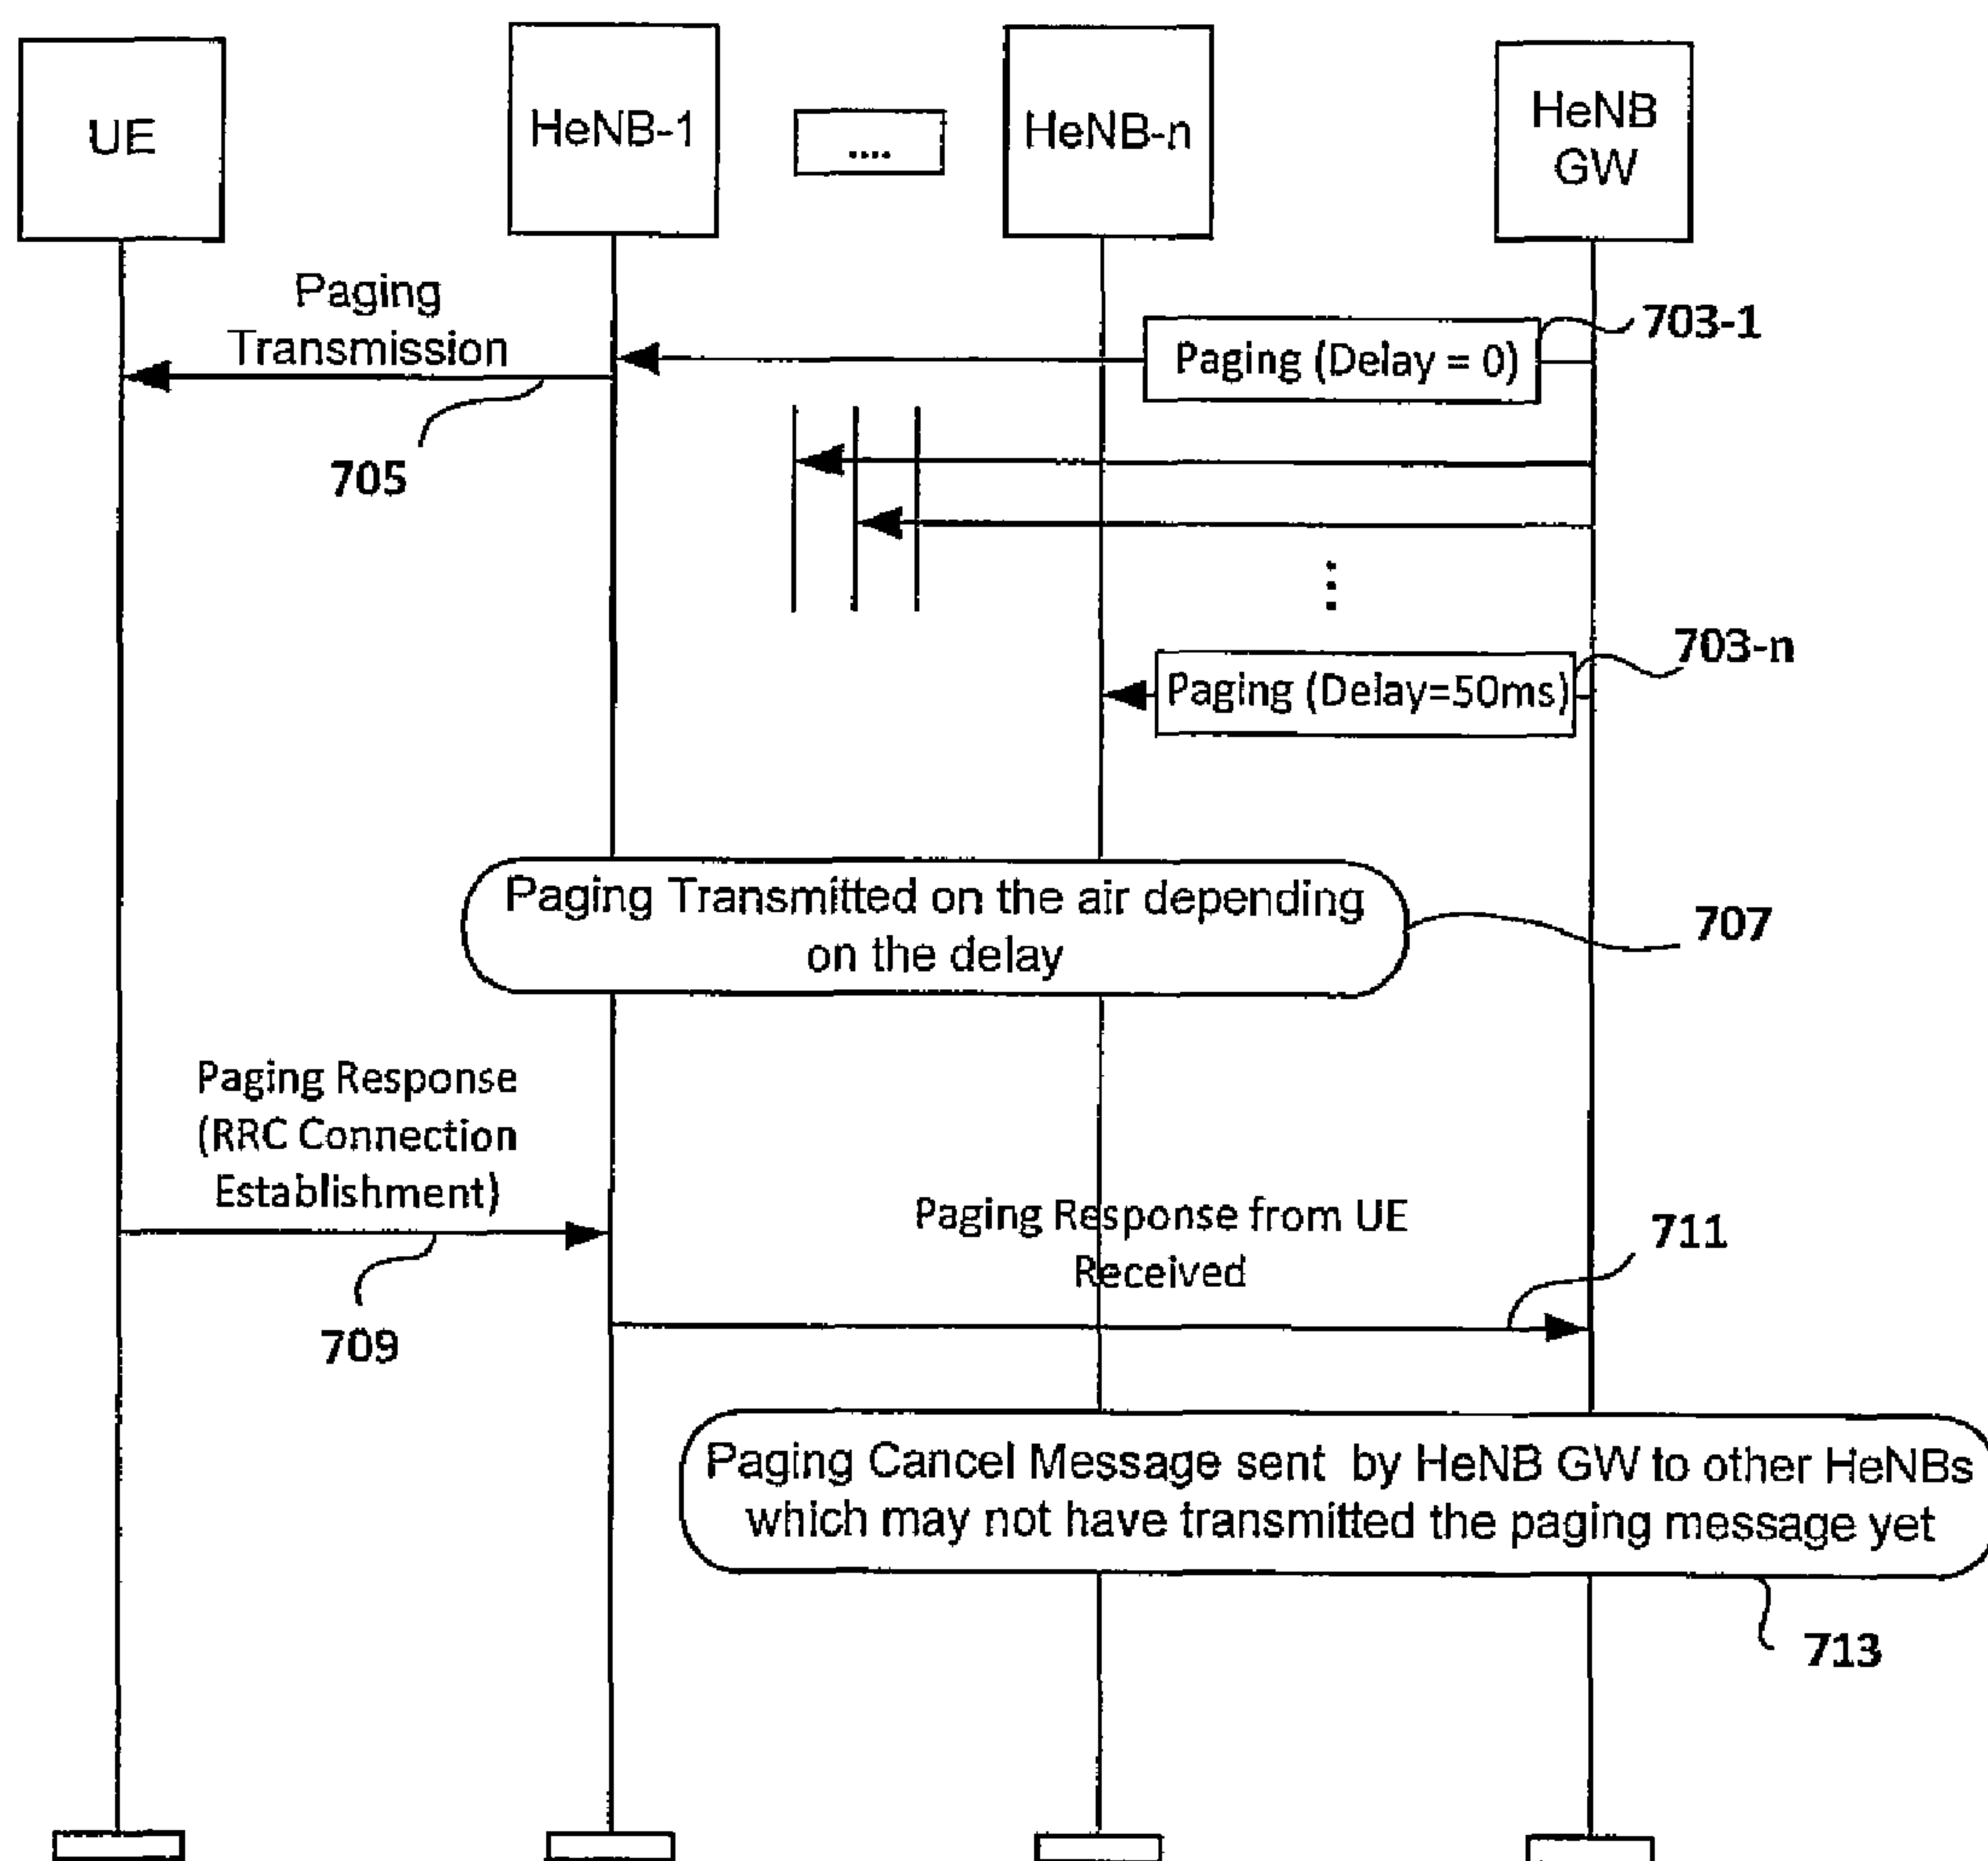 UE
HeNB-1
....
HeNB-n
HeNB
GW
Paging
Transmission
703-1
Paging (Delay = 0)
705
703-n
Paging (Delay=50ms)
Paging Transmitted on the air depending
on the delay
707
Paging Response
(RRC Connection
Establishment)
Paging Response from UE
Received
711
709
Paging Cancel Message sent by HeNB GW to other HeNBs
which may not have transmitted the paging message yet
713